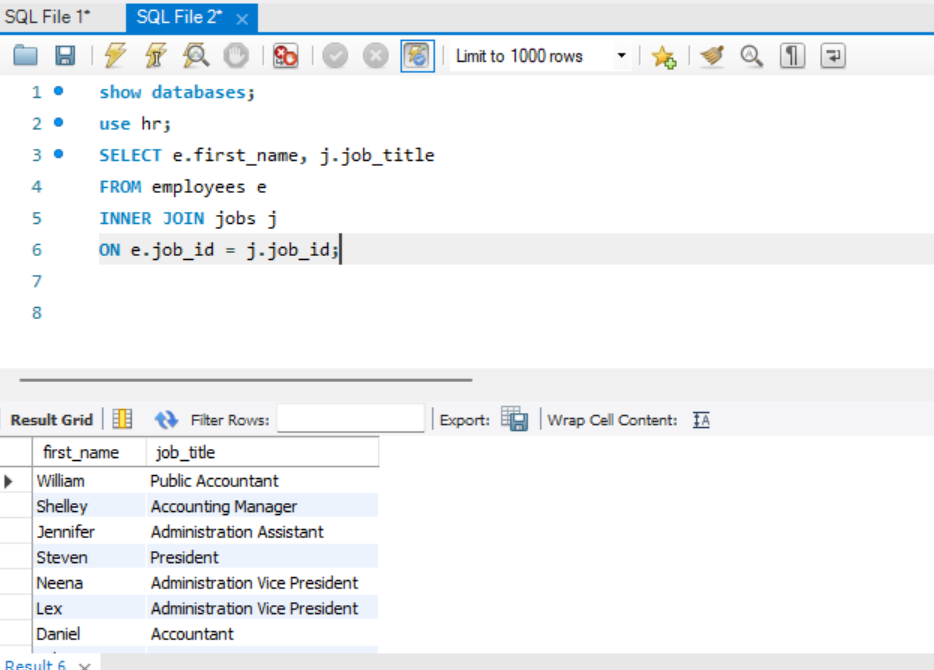 SQL File 1*
SQL File 2*
Limit to 1000 rows
1 show databases;
2 use hr;
3 SELECT e.first_name, j.job_title
4 FROM employees e
5 INNER JOIN jobs j
6 ON e.job_id = j.job_id;
7
8
Result Grid Filter Rows: Export: Wrap Cell Content:
first_name job_title
William Public Accountant
Shelley Accounting Manager
Jennifer Administration Assistant
Steven President
Neena Administration Vice President
Lex Administration Vice President
Daniel Accountant
Result 6